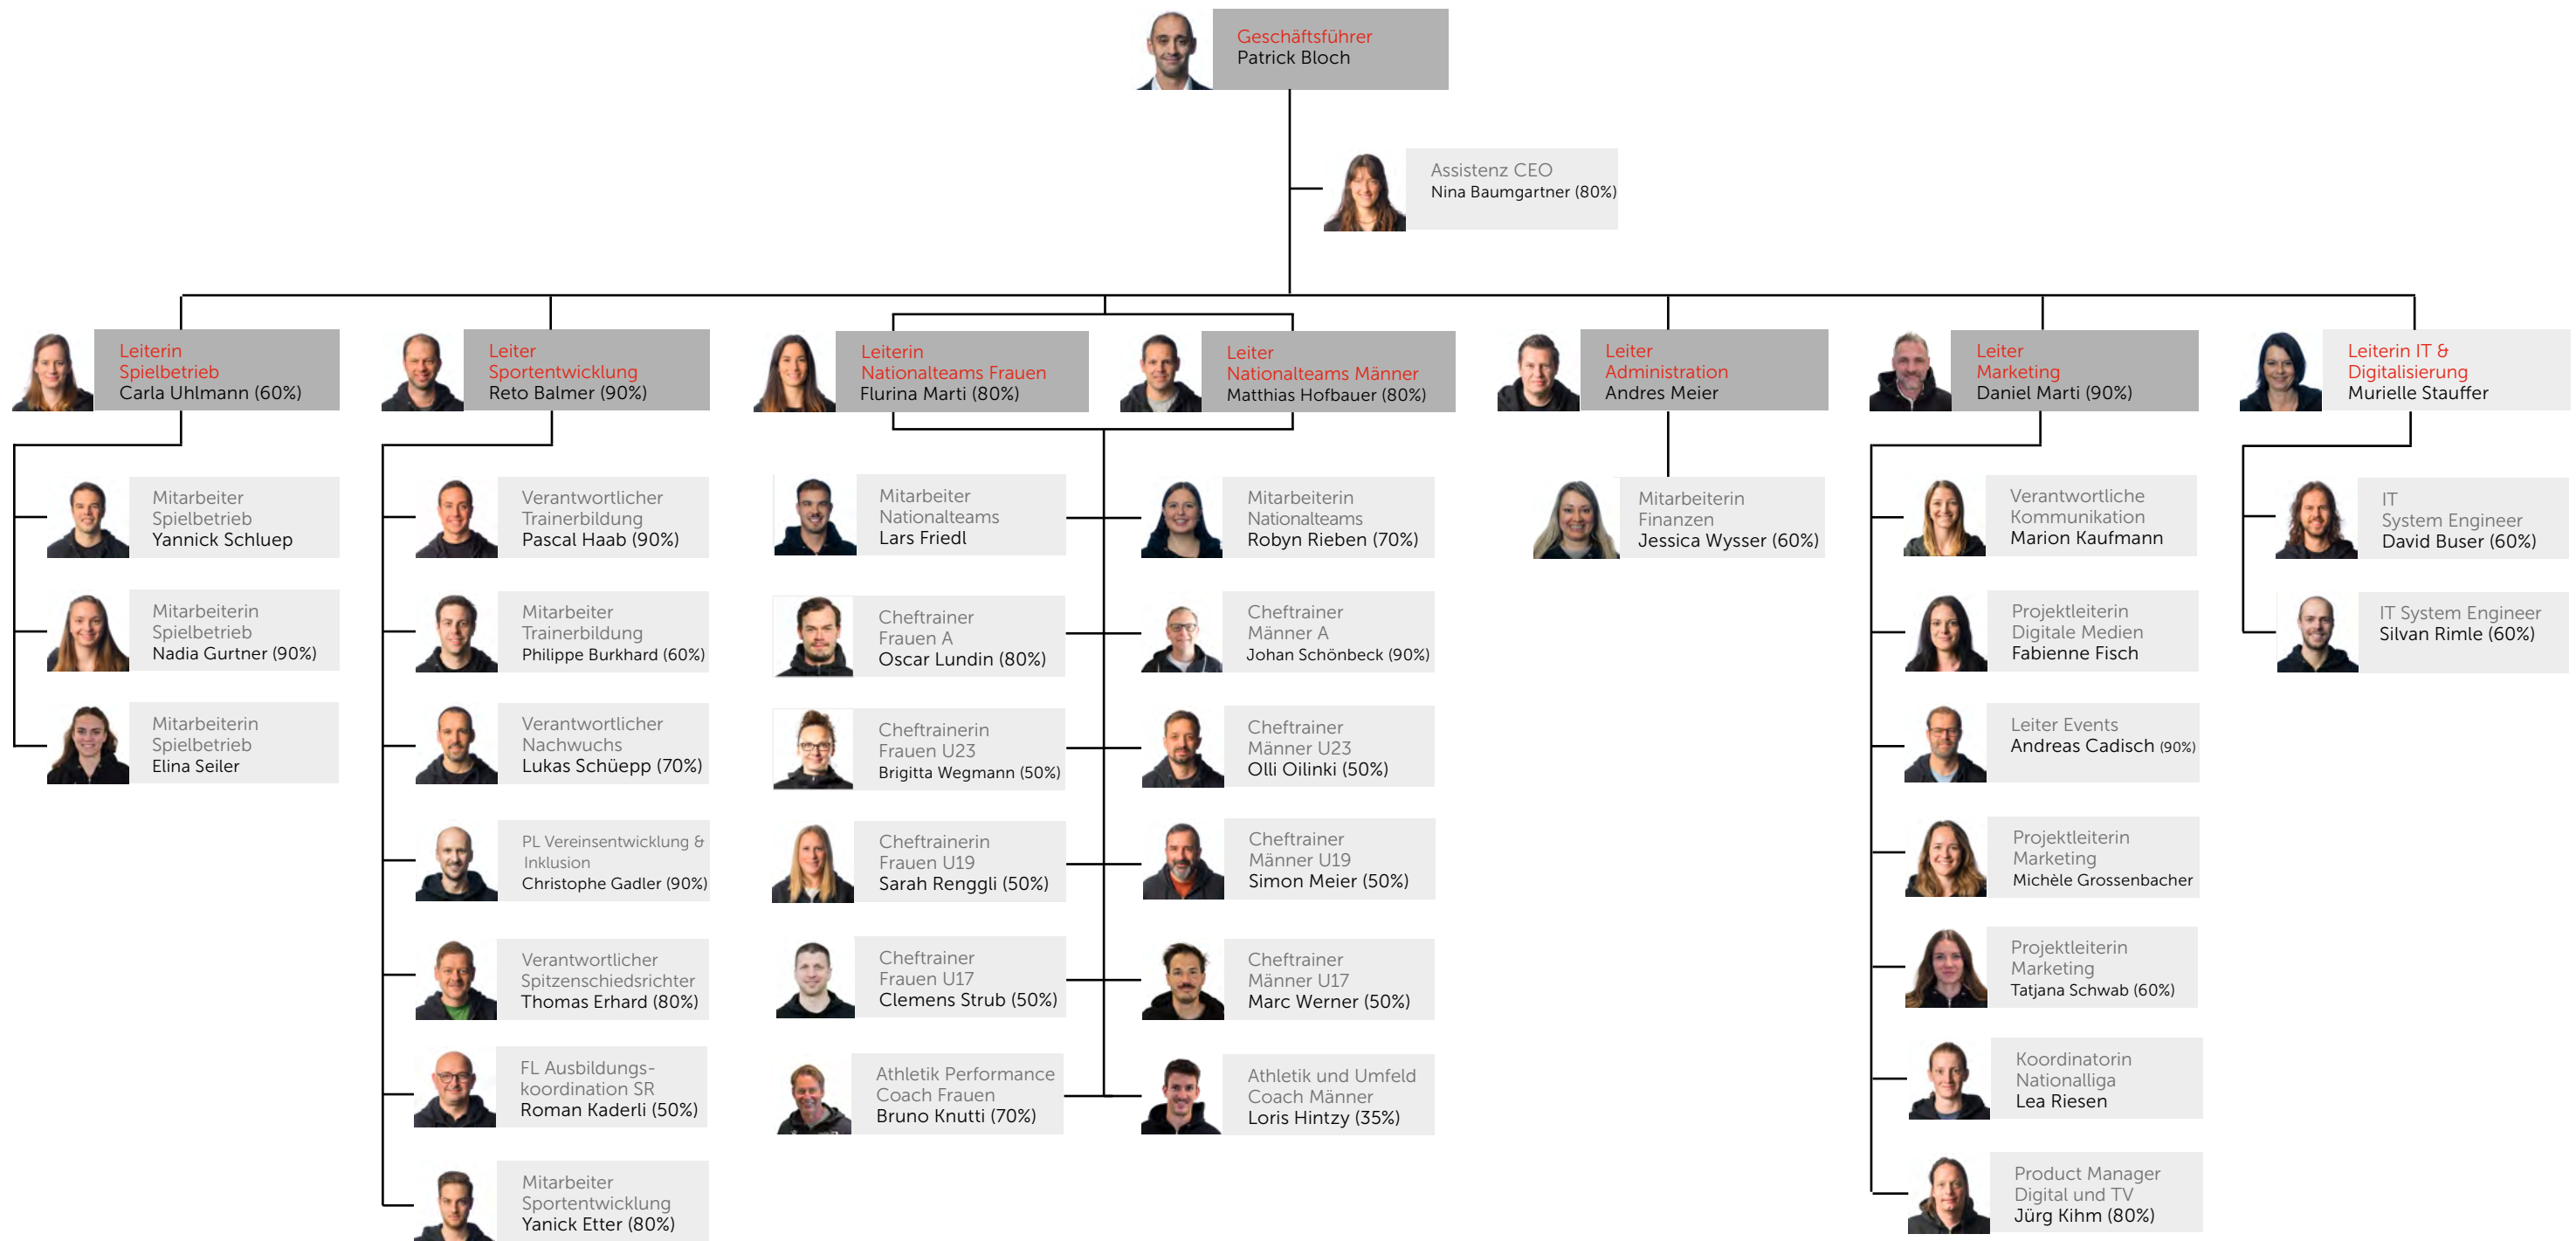 Geschäftsführer
Patrick Bloch
Assistenz CEO
Nina Baumgartner (80%)
Leiterin
Spielbetrieb
Carla Uhlmann (60%)
Leiter
Sportentwicklung
Reto Balmer (90%)
Leiterin
Nationalteams Frauen
Flurina Marti (80%)
Leiter
Nationalteams Männer
Matthias Hofbauer (80%)
Leiter
Administration
Andres Meier
Leiter
Marketing
Daniel Marti (90%)
Leiterin IT &
Digitalisierung
Murielle Stauffer
Mitarbeiter
Spielbetrieb
Yannick Schluep
Mitarbeiterin
Spielbetrieb
Nadia Gurtner (90%)
Mitarbeiterin
Spielbetrieb
Elina Seiler
Verantwortlicher
Trainerbildung
Pascal Haab (90%)
Mitarbeiter
Trainerbildung
Philippe Burkhard (60%)
Verantwortlicher
Nachwuchs
Lukas Schüepp (70%)
PL Vereinsentwicklung &
Inklusion
Christophe Gadler (90%)
Verantwortlicher
Spitzenschiedsrichter
Thomas Erhard (80%)
FL Ausbildungs-
koordination SR
Roman Kaderli (50%)
Mitarbeiter
Sportentwicklung
Yanick Etter (80%)
Mitarbeiter
Nationalteams
Lars Friedl
Cheftrainer
Frauen A
Oscar Lundin (80%)
Cheftrainerin
Frauen U23
Brigitta Wegmann (50%)
Cheftrainerin
Frauen U19
Sarah Renggli (50%)
Cheftrainer
Frauen U17
Clemens Strub (50%)
Athletik Performance
Coach Frauen
Bruno Knutti (70%)
Mitarbeiterin
Nationalteams
Robyn Rieben (70%)
Cheftrainer
Männer A
Johan Schönbeck (90%)
Cheftrainer
Männer U23
Olli Oilinki (50%)
Cheftrainer
Männer U19
Simon Meier (50%)
Cheftrainer
Männer U17
Marc Werner (50%)
Athletik und Umfeld
Coach Männer
Loris Hintzy (35%)
Mitarbeiterin
Finanzen
Jessica Wysser (60%)
Verantwortliche
Kommunikation
Marion Kaufmann
Projektleiterin
Digitale Medien
Fabienne Fisch
Leiter Events
Andreas Cadisch (90%)
Projektleiterin
Marketing
Michèle Grossenbacher
Projektleiterin
Marketing
Tatjana Schwab (60%)
Koordinatorin
Nationalliga
Lea Riesen
Product Manager
Digital und TV
Jürg Kihm (80%)
IT
System Engineer
David Buser (60%)
IT System Engineer
Silvan Rimle (60%)